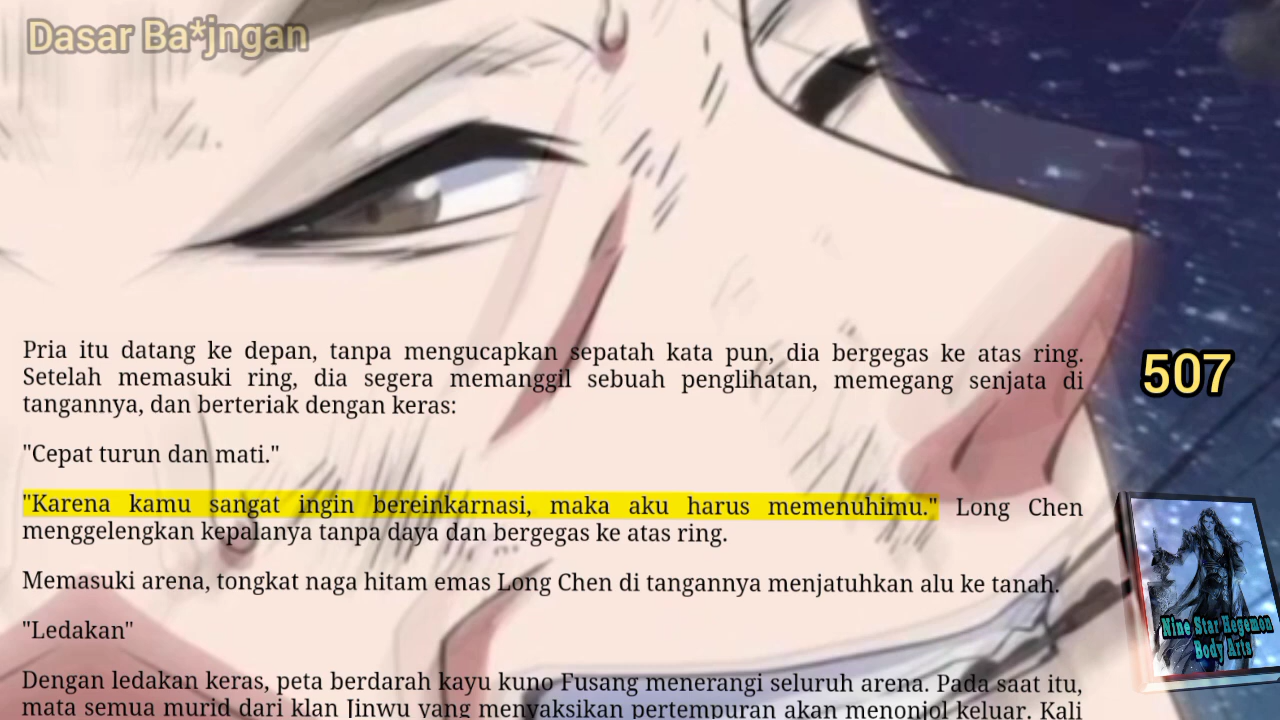 Dasar Ba*jngan
Pria itu datang ke depan, tanpa mengucapkan sepatah kata pun, dia bergegas ke atas ring.
Setelah memasuki ring, dia segera memanggil sebuah penglihatan, memegang senjata di
tangannya, dan berteriak dengan keras:
507
"Cepat turun dan mati."
"Karena kamu sangat ingin bereinkarnasi, maka aku harus memenuhimu." Long Chen
menggelengkan kepalanya tanpa daya dan bergegas ke atas ring.
Memasuki arena, tongkat naga hitam emas Long Chen di tangannya menjatuhkan alu ke tanah.
"Ledakan"
Nine Star Hegemon
Body Arts
Dengan ledakan keras, peta berdarah kayu kuno Fusang menerangi seluruh arena. Pada saat itu,
mata semua murid dari klan Jinwu yang menyaksikan pertempuran akan menonjol keluar. Kali